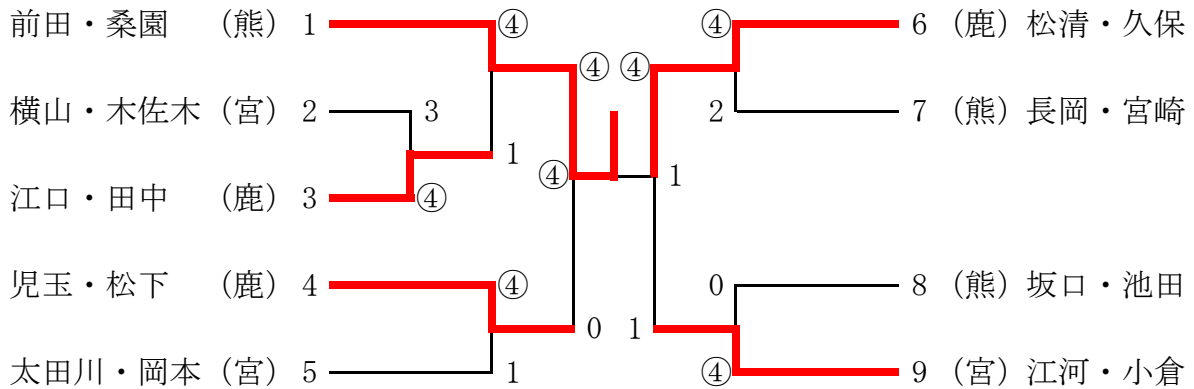 前田・桑園 (熊) 1 ④ ④ ④ ④ 6 (鹿) 松清・久保
横山・木佐木 (宮) 2 3 2 7 (熊) 長岡・宮崎
1
④ 1
江口・田中 (鹿) 3 ④
児玉・松下 (鹿) 4 ④ 0 8 (熊) 坂口・池田
0 1
太田川・岡本 (宮) 5 1 ④ 9 (宮) 江河・小倉